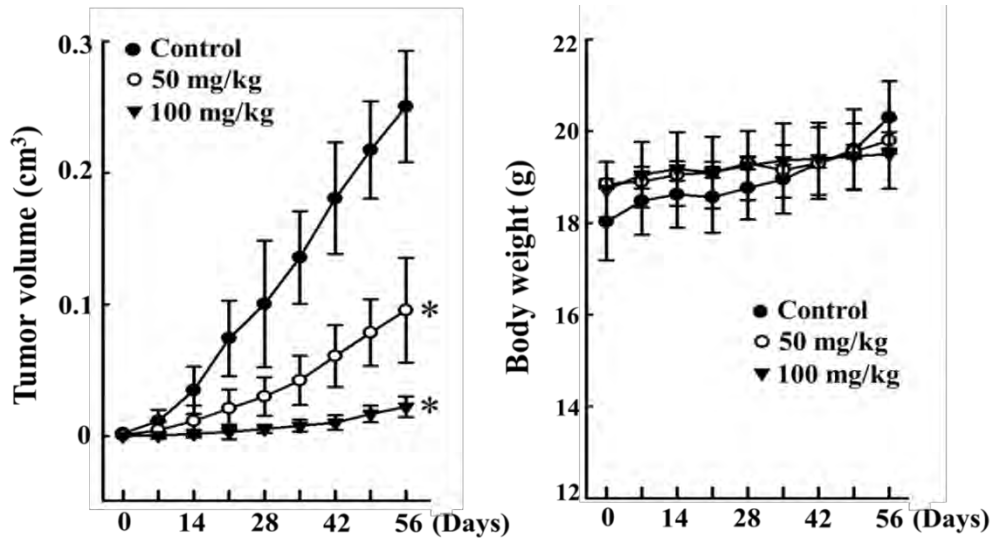 Tumor volume (cm³)
0.3
0.2
0.1
0
Control
50 mg/kg
100 mg/kg
*
*
0 14 28 42 56 (Days)
Body weight (g)
22
20
18
16
14
12
Control
50 mg/kg
100 mg/kg
0 14 28 42 56 (Days)